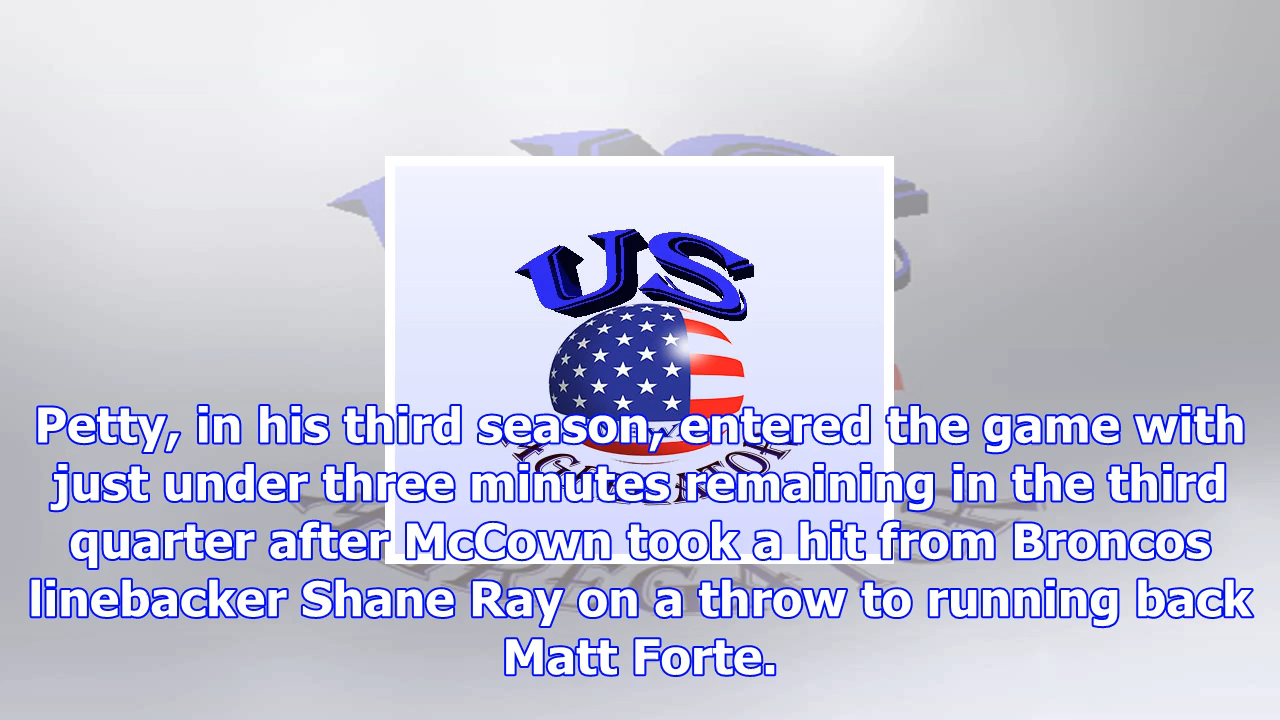 US
AGREGATOR
Petty, in his third season, entered the game with
just under three minutes remaining in the third
quarter after McCown took a hit from Broncos
linebacker Shane Ray on a throw to running back
Matt Forte.